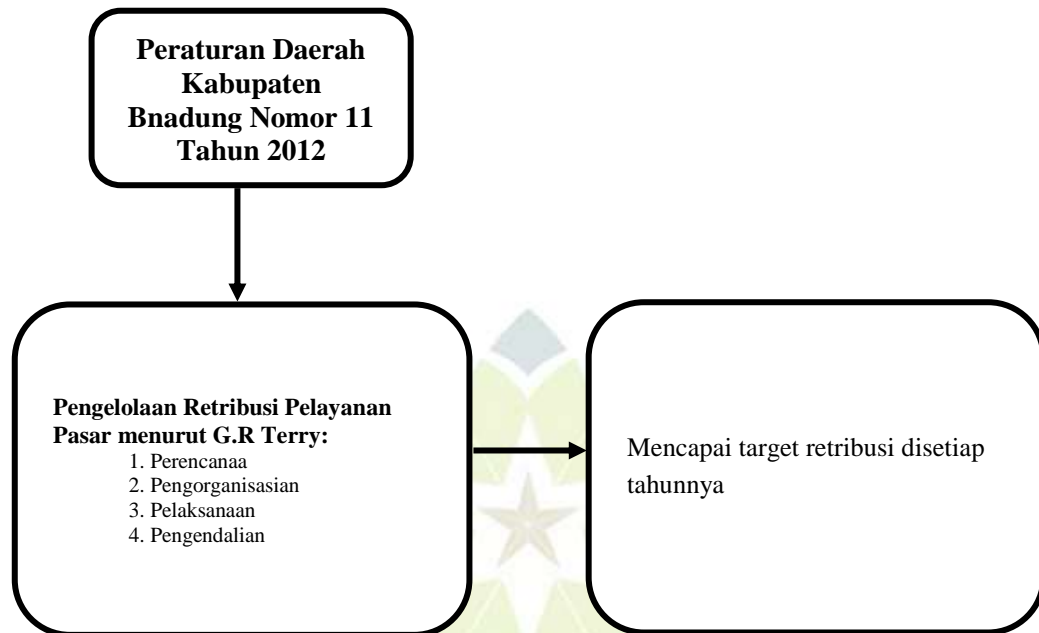 Peraturan Daerah
Kabupaten
Bnadung Nomor 11
Tahun 2012
Pengelolaan Retribusi Pelayanan
Pasar menurut G.R Terry:
1. Perencanaa
2. Pengorganisasian
3. Pelaksanaan
4. Pengendalian
Mencapai target retribusi disetiap
tahunnya